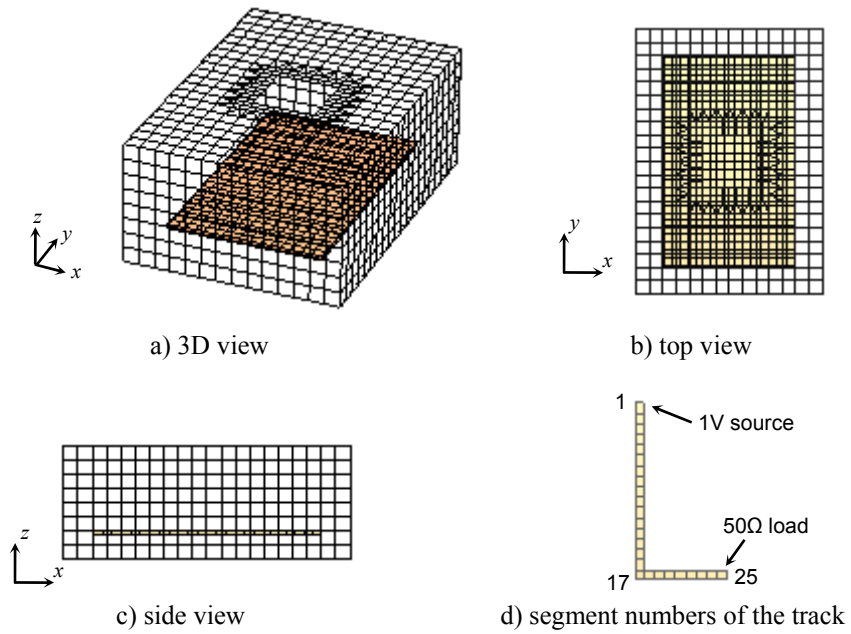 z
y
x
a) 3D view
y
x
b) top view
z
x
c) side view
1
1V source
50Ω load
17
25
d) segment numbers of the track